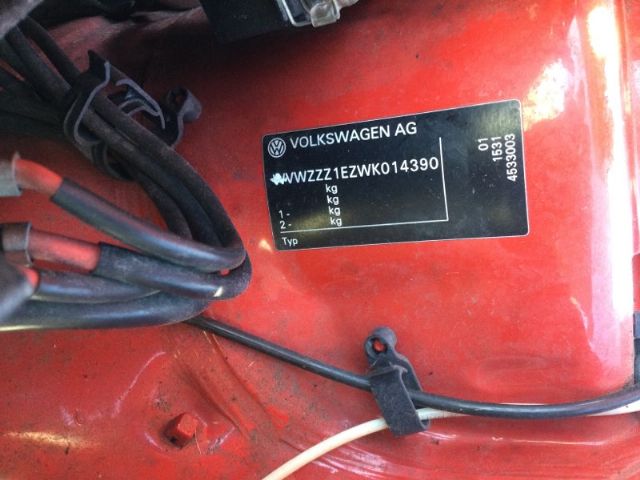 VOLKSWAGEN AG
WVWZZZ1EZWK014390
kg
kg
1 - kg
2 - kg
Typ
01
1531
4533003